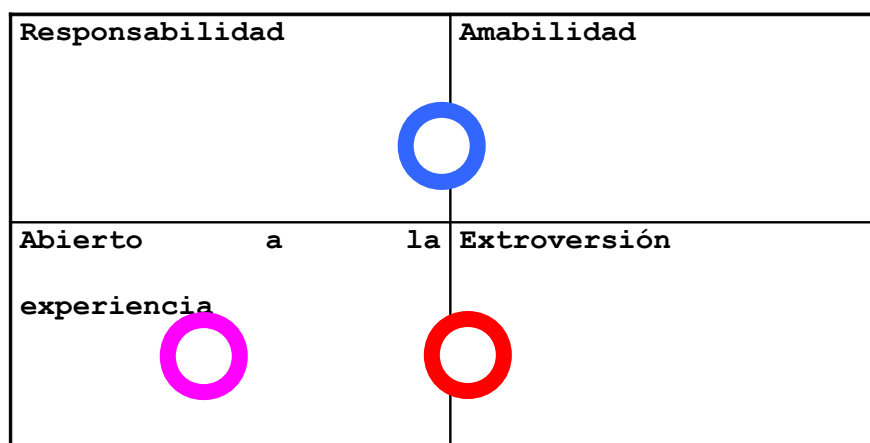 Responsabilidad
Amabilidad
Abierto a la
experiencia
Extroversión